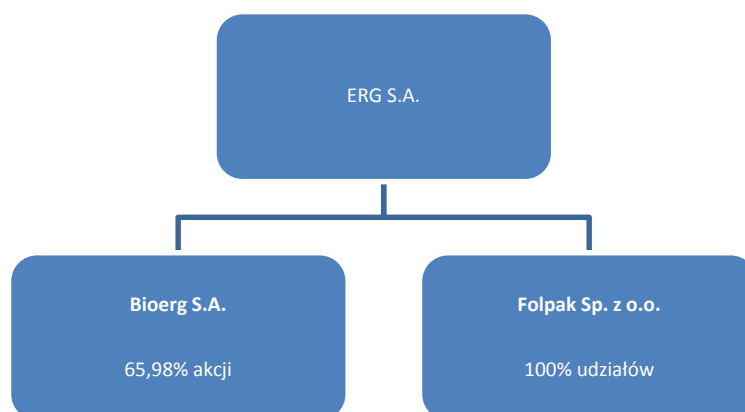 ERG S.A.
Bioerg S.A.
65,98% akcji
Folpak Sp. z o.o.
100% udziałów